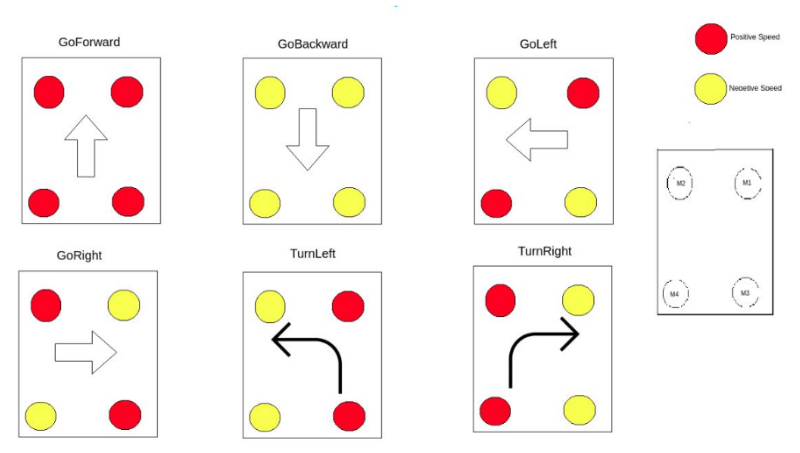 GoForward
GoBackward
GoLeft
Positive Speed
Negetive Speed
M2
M1
M4
M3
GoRight
TurnLeft
TurnRight